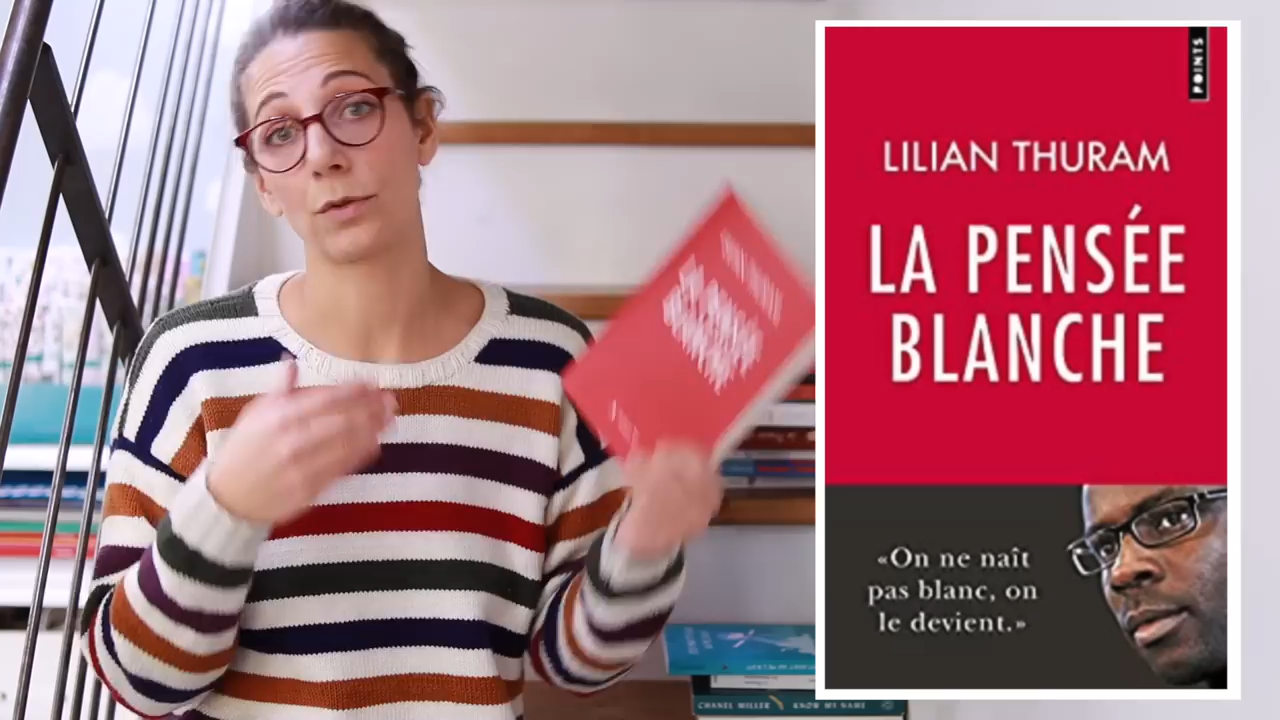 POINTS
LILIAN THURAM
LA PENSÉE
BLANCHE
«On ne naît
pas blanc, on
le devient.»
CHANEL MILLER KNOW MY NAME